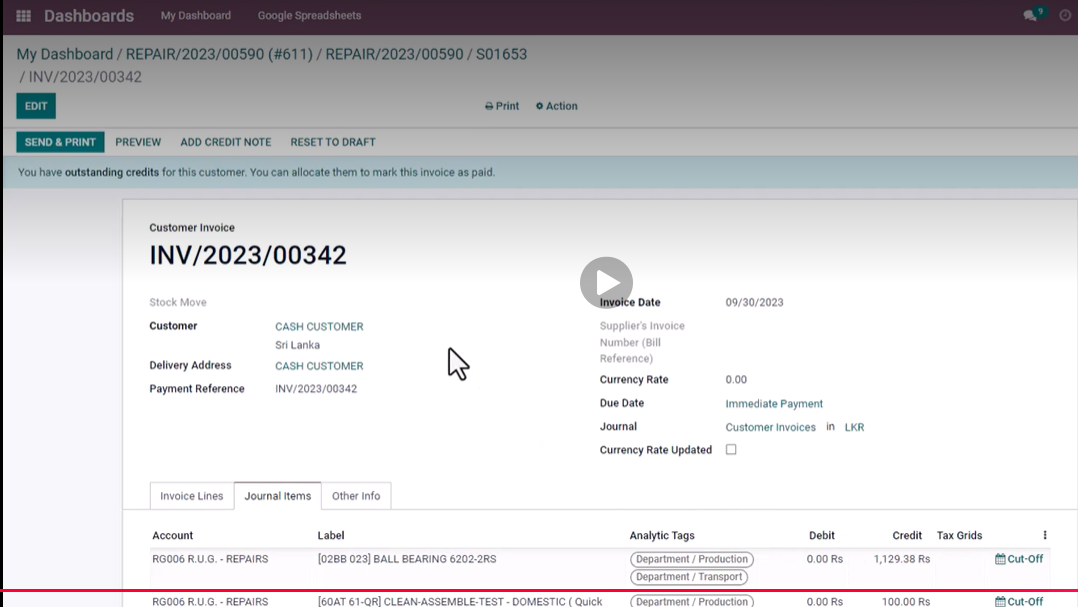 Dashboards My Dashboard Google Spreadsheets 9
My Dashboard / REPAIR/2023/00590 (#611) / REPAIR/2023/00590 / S01653
/ INV/2023/00342
EDIT Print Action
SEND & PRINT PREVIEW ADD CREDIT NOTE RESET TO DRAFT
You have outstanding credits for this customer. You can allocate them to mark this invoice as paid.
Customer Invoice
INV/2023/00342
Stock Move
Customer CASH CUSTOMER
Sri Lanka
Delivery Address CASH CUSTOMER
Payment Reference INV/2023/00342
Invoice Date 09/30/2023
Supplier's Invoice
Number (Bill
Reference)
Currency Rate 0.00
Due Date Immediate Payment
Journal Customer Invoices in LKR
Currency Rate Updated
Invoice Lines Journal Items Other Info
Account Label Analytic Tags Debit Credit Tax Grids
RG006 R.U.G. - REPAIRS [02BB 023] BALL BEARING 6202-2RS Department / Production 0.00 Rs 1,129.38 Rs Cut-Off
Department / Transport
RG006 R.U.G. - REPAIRS [60AT 61-QR] CLEAN-ASSEMBLE-TEST - DOMESTIC ( Quick Department / Production 0.00 Rs 100.00 Rs Cut-Off